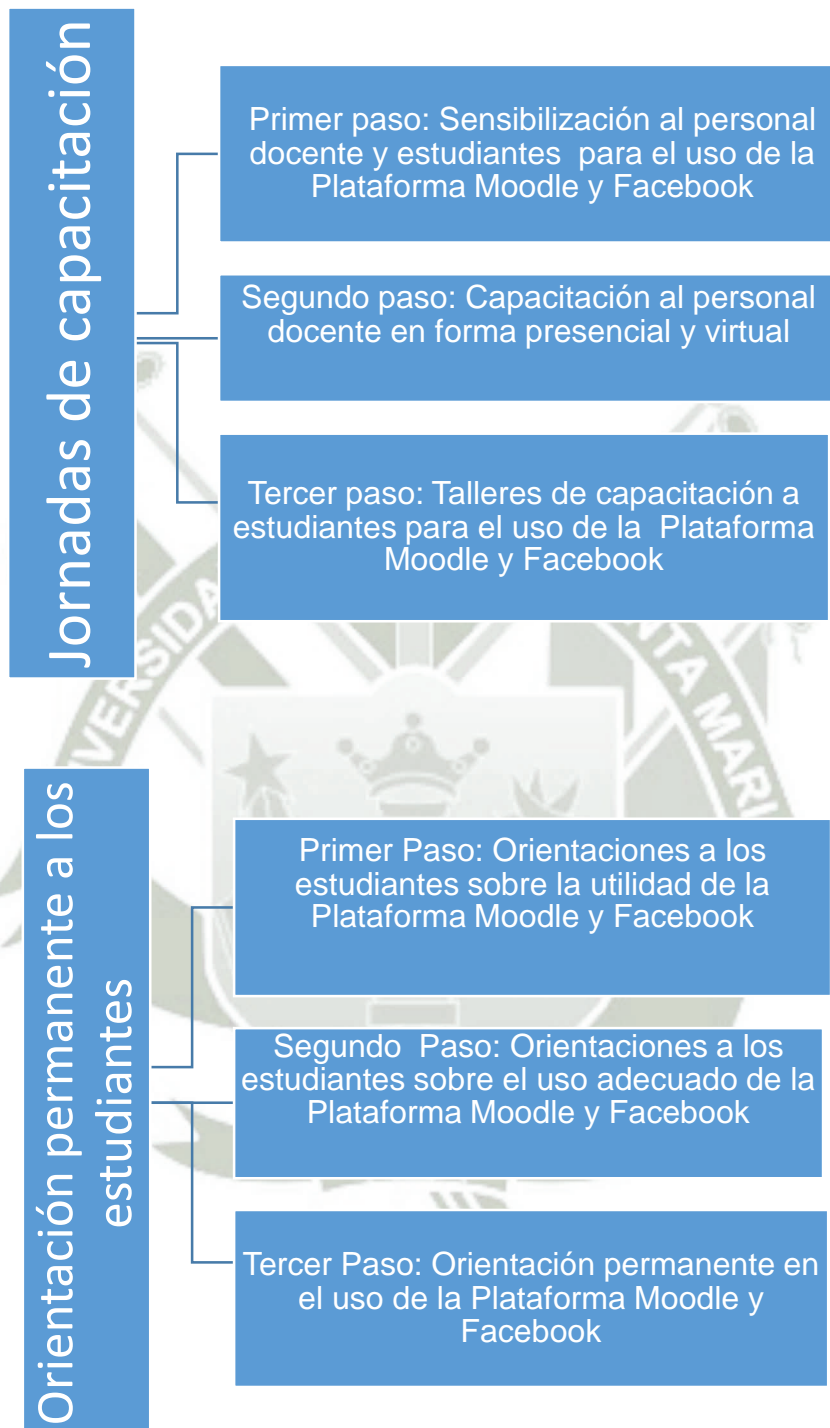 Jornadas de capacitación
Primer paso: Sensibilización al personal
docente y estudiantes para el uso de la
Plataforma Moodle y Facebook
Segundo paso: Capacitación al personal
docente en forma presencial y virtual
Tercer paso: Talleres de capacitación a
estudiantes para el uso de la Plataforma
Moodle y Facebook
Orientación permanente a los
estudiantes
Primer Paso: Orientaciones a los
estudiantes sobre la utilidad de la
Plataforma Moodle y Facebook
Segundo Paso: Orientaciones a los
estudiantes sobre el uso adecuado de la
Plataforma Moodle y Facebook
Tercer Paso: Orientación permanente en
el uso de la Plataforma Moodle y
Facebook